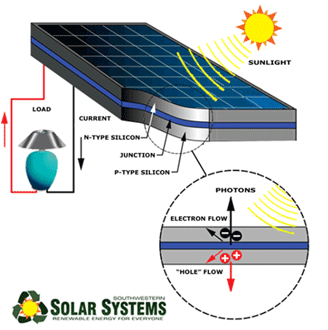 SUNLIGHT
LOAD
CURRENT
N-TYPE SILICON
JUNCTION
P-TYPE SILICON
PHOTONS
ELECTRON FLOW
"HOLE" FLOW
SOUTHWESTERN
SOLAR SYSTEMS
RENEWABLE ENERGY FOR EVERYONE